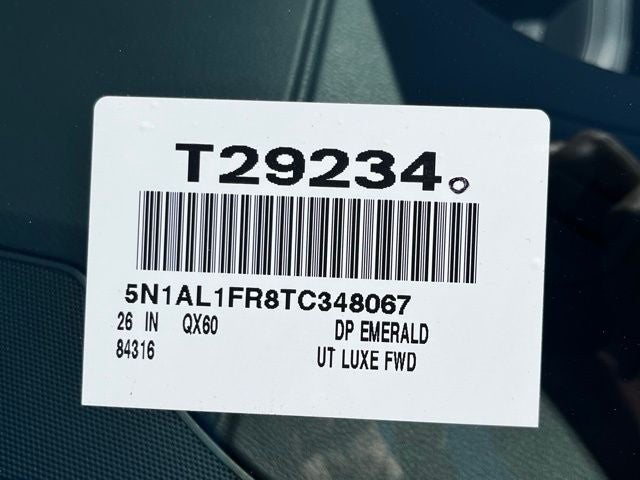 T29234
5N1AL1FR8TC348067
26 IN QX60 DP EMERALD
84316 UT LUXE FWD